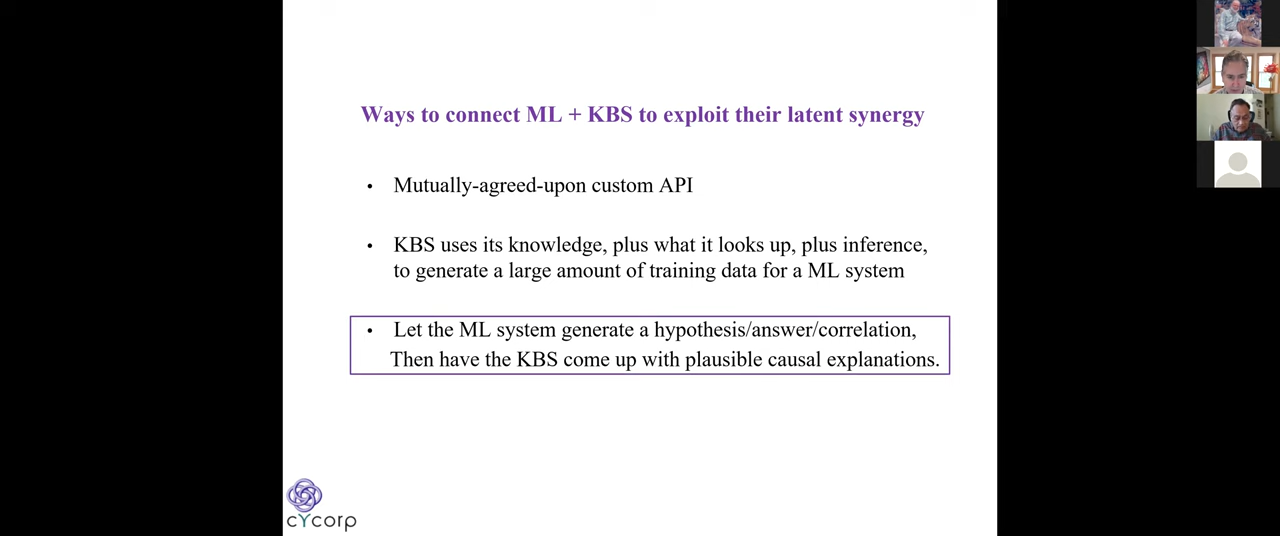 Ways to connect ML + KBS to exploit their latent synergy
• Mutually-agreed-upon custom API
• KBS uses its knowledge, plus what it looks up, plus inference,
to generate a large amount of training data for a ML system
• Let the ML system generate a hypothesis/answer/correlation,
Then have the KBS come up with plausible causal explanations.
cYcorp